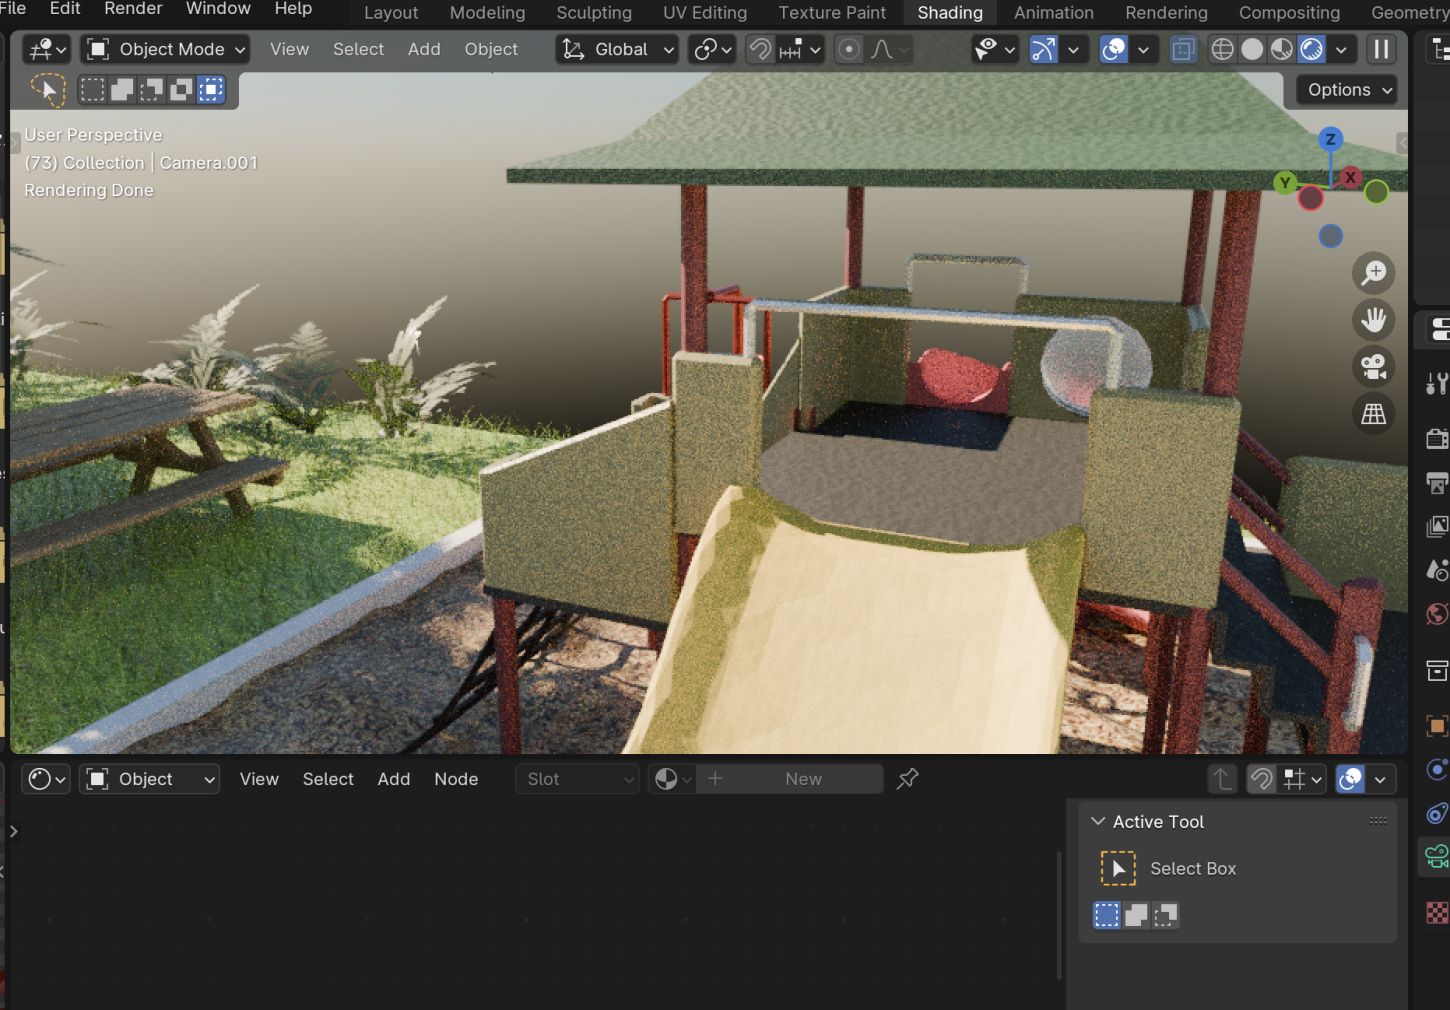 File Edit Render Window Help Layout Modeling Sculpting UV Editing Texture Paint Shading Animation Rendering Compositing Geometry
Object Mode View Select Add Object Global
Options
User Perspective
(73) Collection | Camera.001
Rendering Done
Z
Y X
Object View Select Add Node Slot New
Active Tool
Select Box